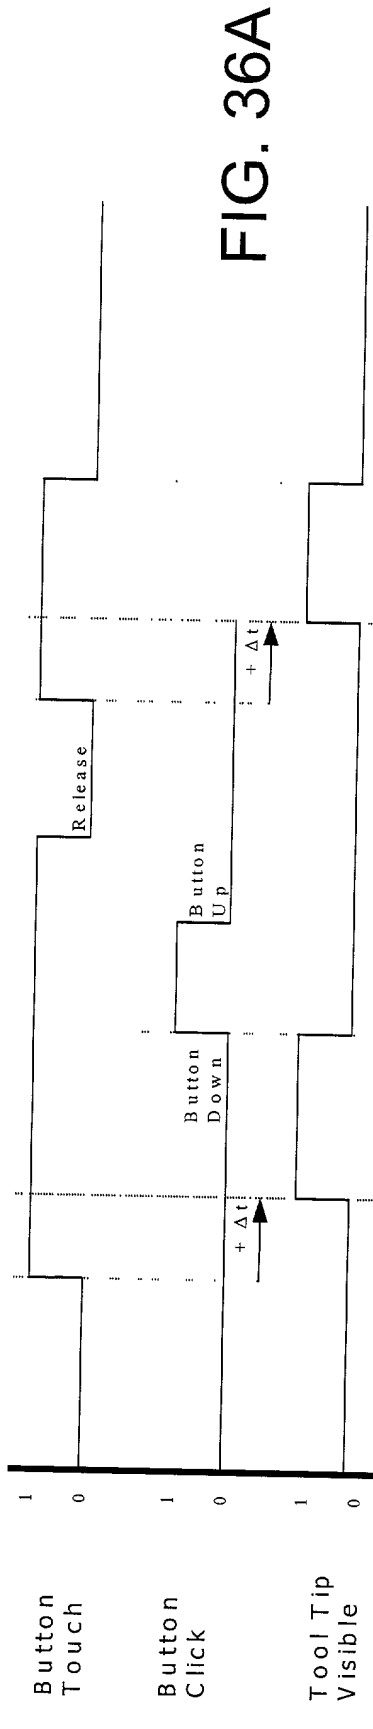 FIG. 36A
Button
Touch
1
0
Release
Button
Click
1
0
Button
Down
Button
Up
+ Δt
+ Δt
Tool Tip
Visible
1
0